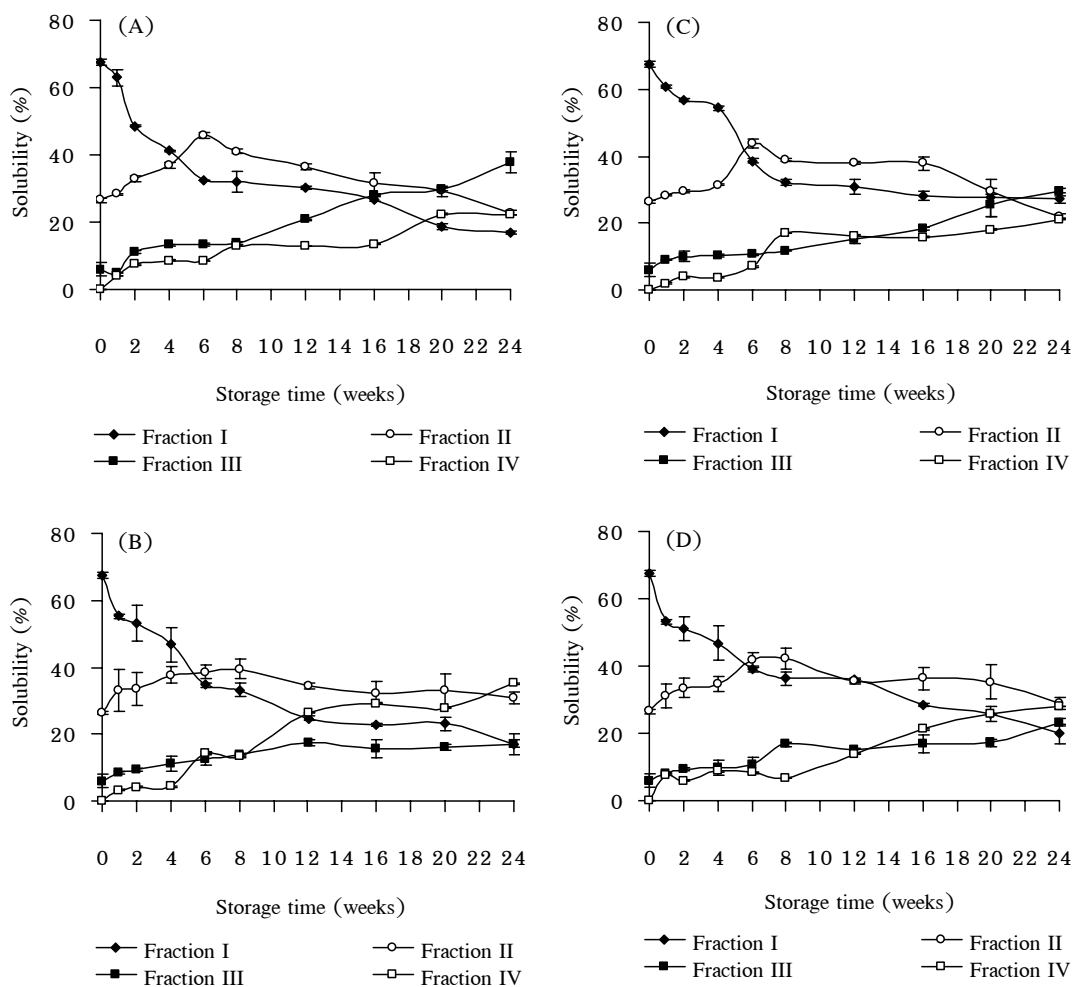 (A)
Solubility (%)
80
60
40
20
0
0 2 4 6 8 10 12 14 16 18 20 22 24
Storage time (weeks)
Fraction I
Fraction II
Fraction III
Fraction IV
(C)
Solubility (%)
80
60
40
20
0
0 2 4 6 8 10 12 14 16 18 20 22 24
Storage time (weeks)
Fraction I
Fraction II
Fraction III
Fraction IV
(B)
Solubility (%)
80
60
40
20
0
0 2 4 6 8 10 12 14 16 18 20 22 24
Storage time (weeks)
Fraction I
Fraction II
Fraction III
Fraction IV
(D)
Solubility (%)
80
60
40
20
0
0 2 4 6 8 10 12 14 16 18 20 22 24
Storage time (weeks)
Fraction I
Fraction II
Fraction III
Fraction IV